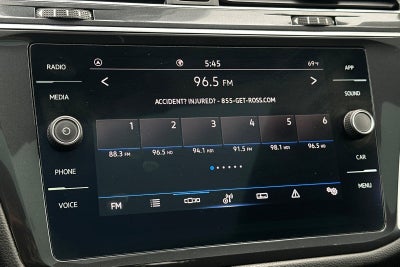 RADIO
MEDIA
PHONE
VOICE
5:45
69°F
96.5 FM
ACCIDENT? INJURED? - 855-GET-ROSS.COM
1 2 3 4 5 6
88.3 FM 96.5 HD 94.1 HD 91.5 FM 98.1 HD 96.5 HD
FM
APP
SOUND
CAR
MENU